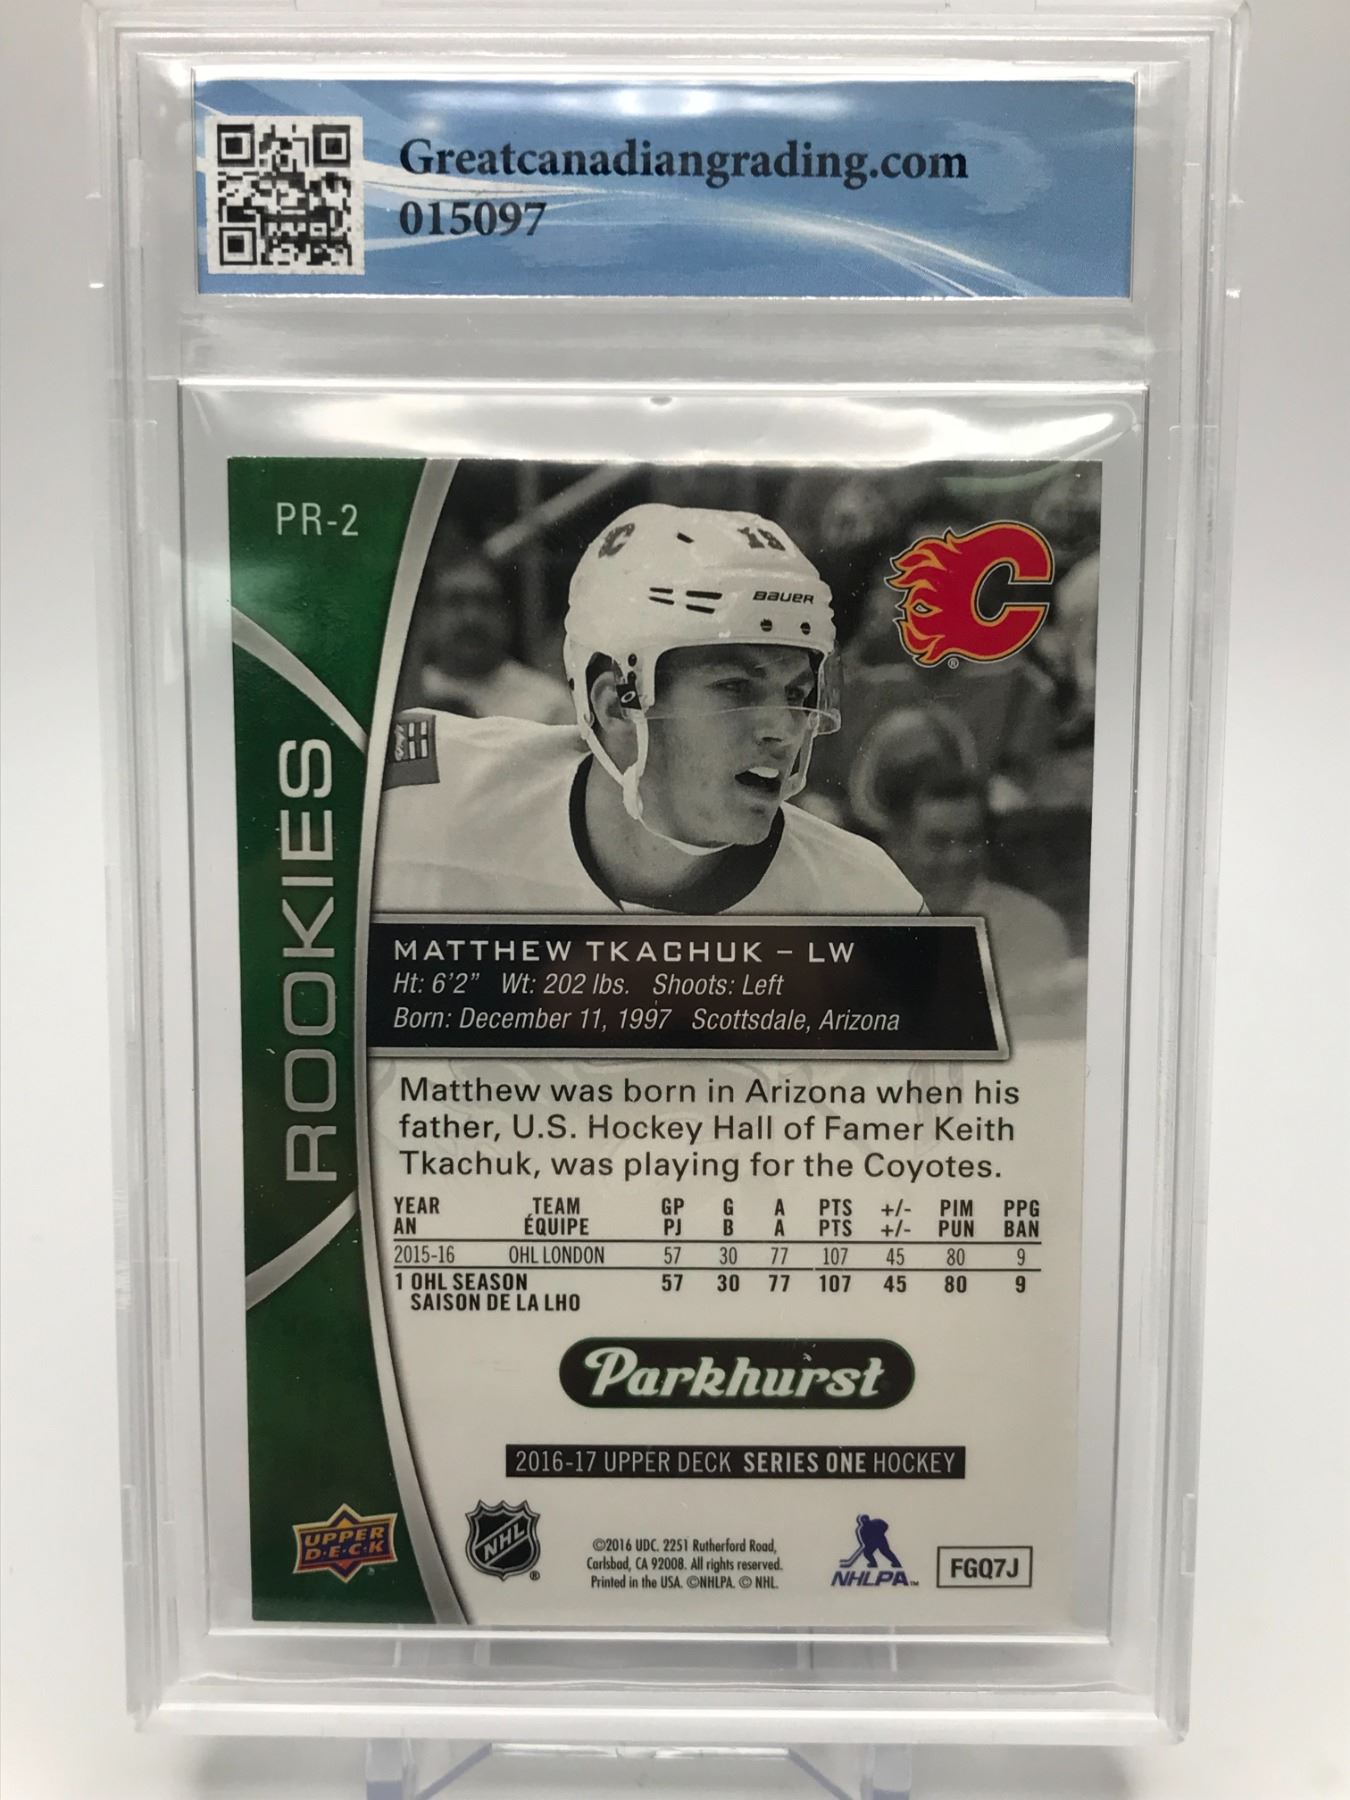 Greatcanadiangrading.com
015097
PR-2
C
19
BAUER
ROOKIES
MATTHEW TKACHUK – LW
Ht: 6'2" Wt: 202 lbs. Shoots: Left
Born: December 11, 1997 Scottsdale, Arizona
Matthew was born in Arizona when his
father, U.S. Hockey Hall of Famer Keith
Tkachuk, was playing for the Coyotes.
YEAR TEAM GP G A PTS +/- PIM PPG
AN ÉQUIPE PJ B A PTS +/- PUN BAN
2015-16 OHL LONDON 57 30 77 107 45 80 9
1 OHL SEASON 57 30 77 107 45 80 9
SAISON DE LA LHO
Parkhurst
2016-17 UPPER DECK SERIES ONE HOCKEY
UPPER
D·E·C·K
NHL
©2016 UDC. 2251 Rutherford Road,
Carlsbad, CA 92008. All rights reserved.
Printed in the USA. ©NHLPA. © NHL.
NHLPA™
FGQ7J